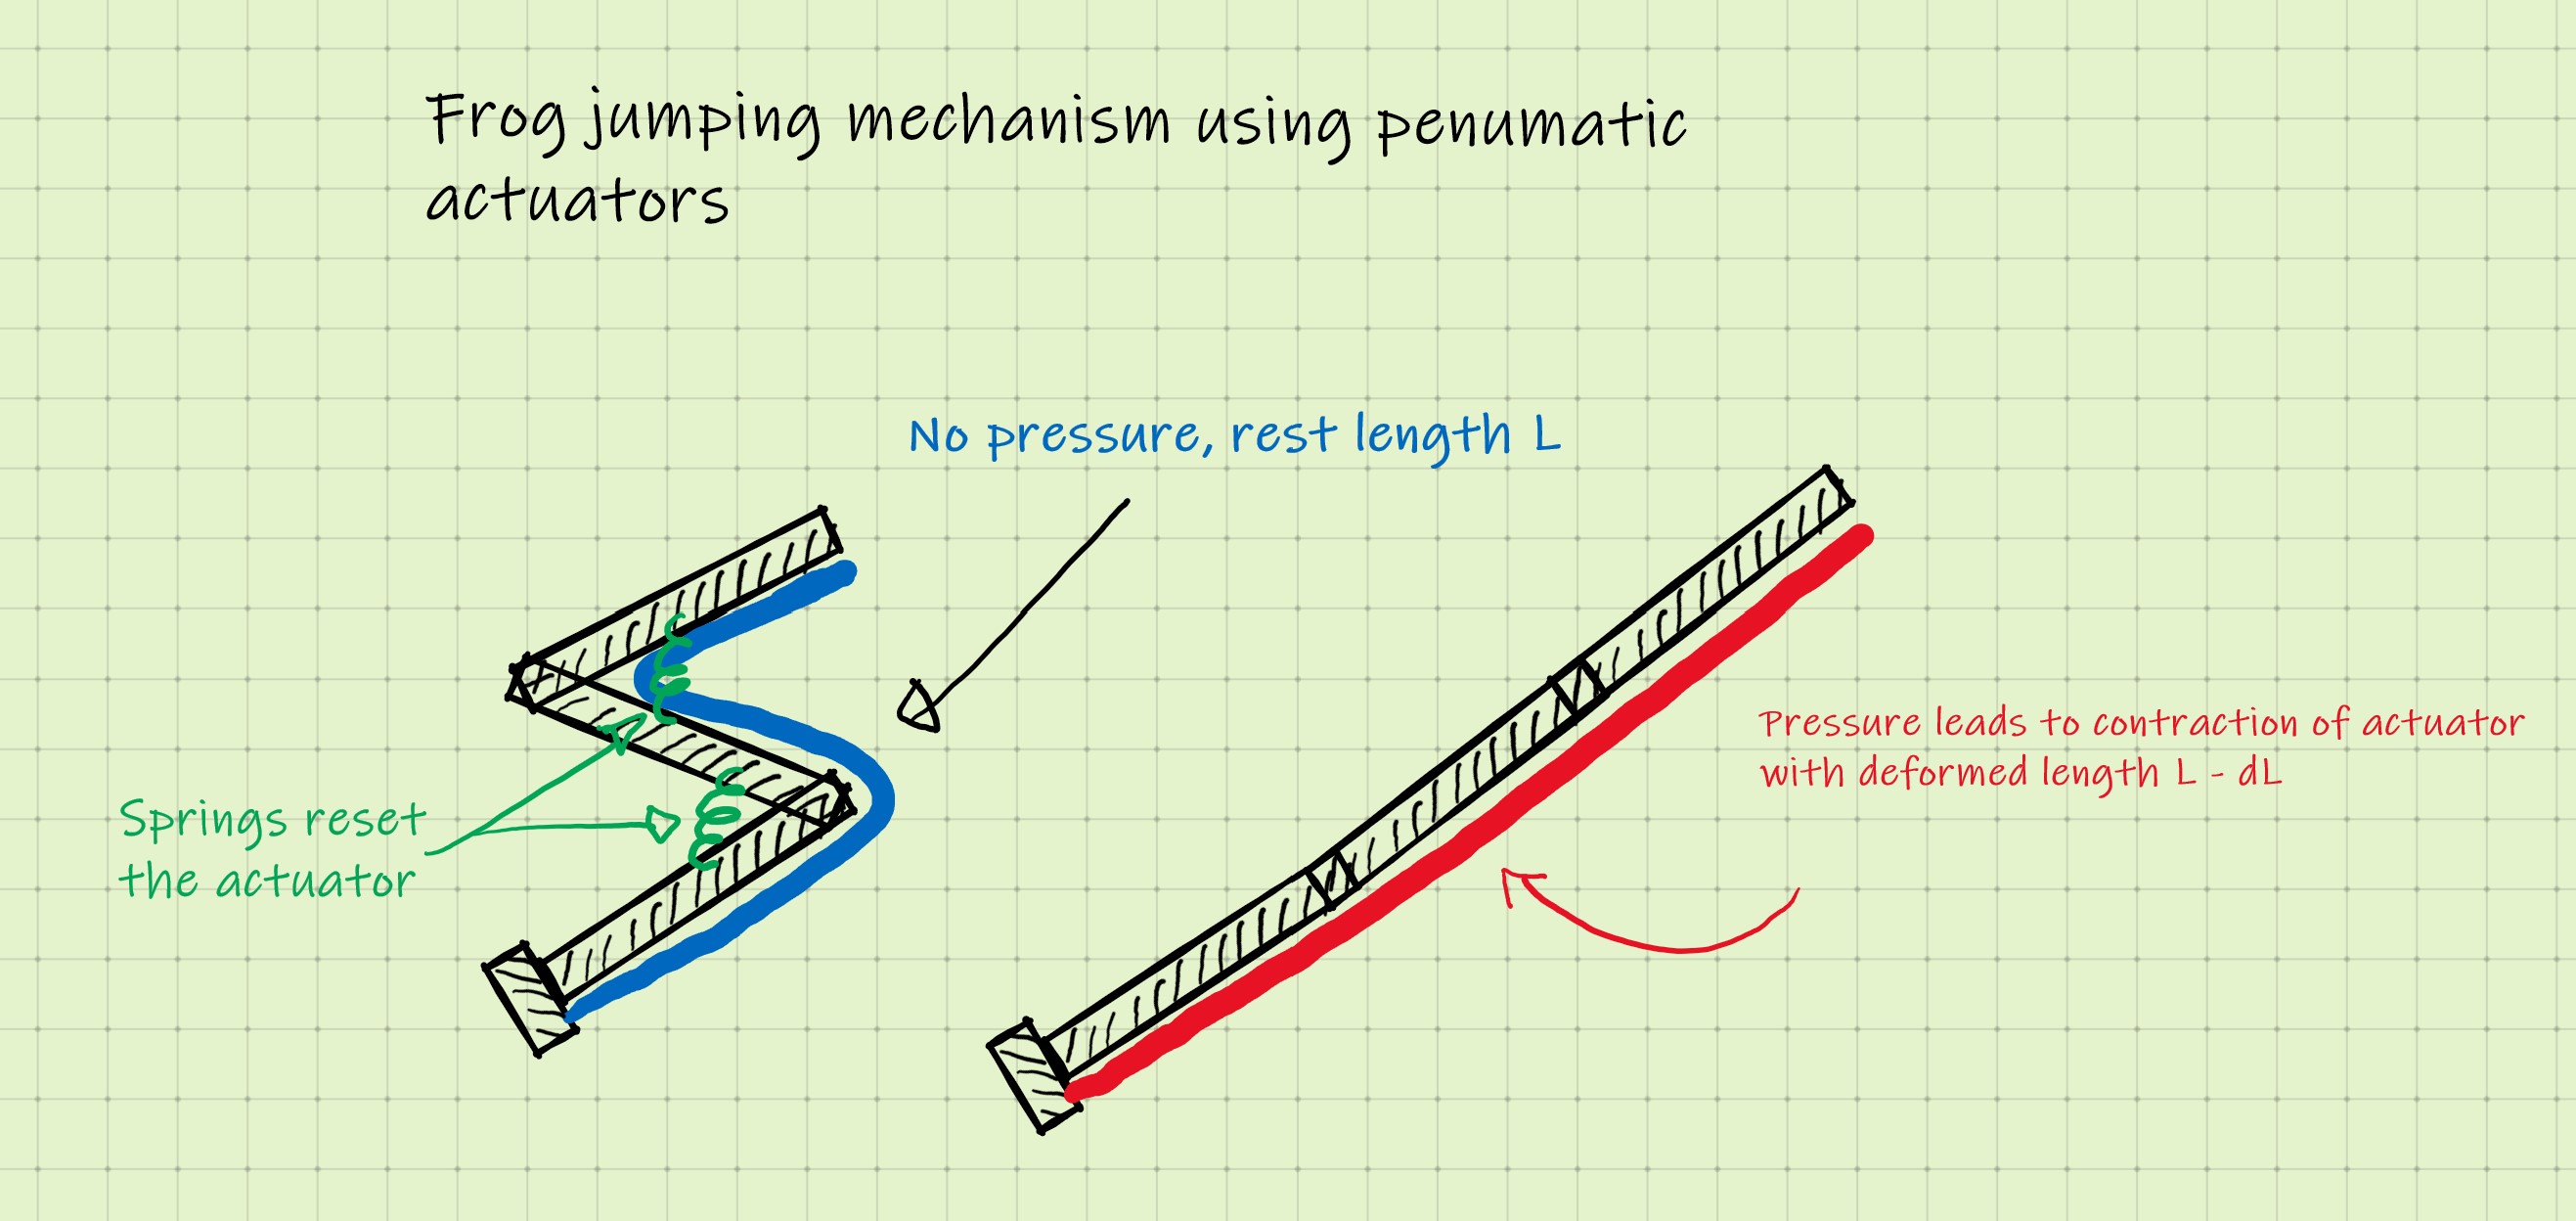 Frog jumping mechanism using penumatic
actuators
No pressure, rest length L
Pressure leads to contraction of actuator
with deformed length L - dL
Springs reset
the actuator